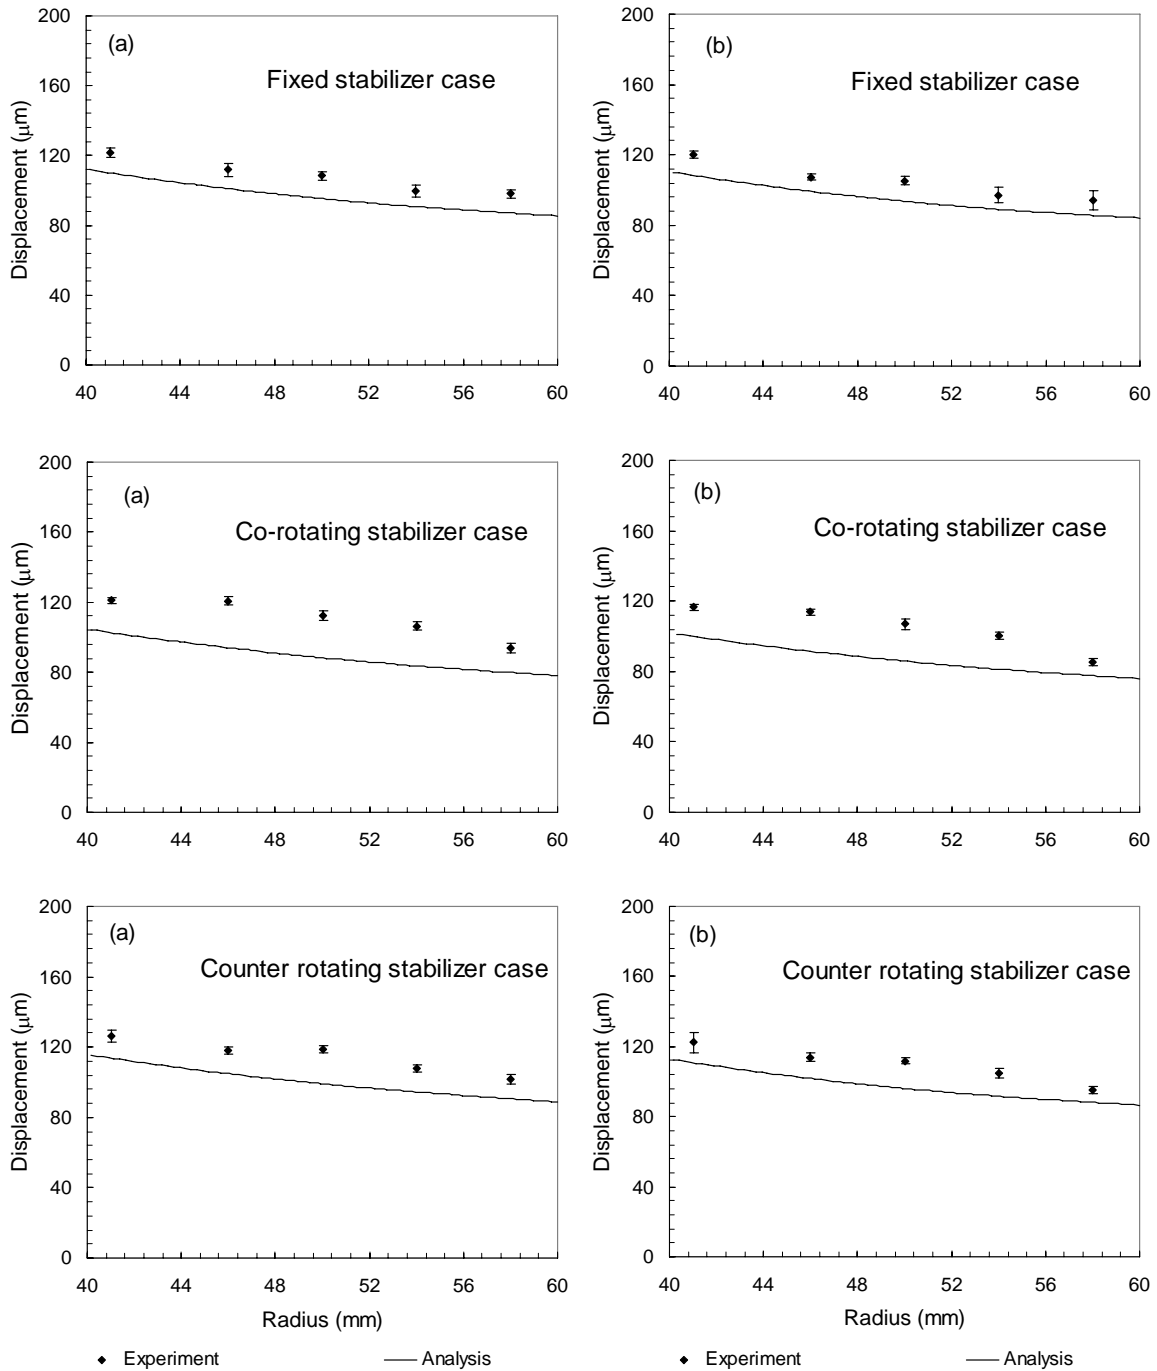 200
(a)
Fixed stabilizer case
160
120
80
40
0
Displacement (μm)
40 44 48 52 56 60
200
(b)
Fixed stabilizer case
160
120
80
40
0
Displacement (μm)
40 44 48 52 56 60
200
(a)
Co-rotating stabilizer case
160
120
80
40
0
Displacement (μm)
40 44 48 52 56 60
200
(b)
Co-rotating stabilizer case
160
120
80
40
0
Displacement (μm)
40 44 48 52 56 60
200
(a)
Counter rotating stabilizer case
160
120
80
40
0
Displacement (μm)
40 44 48 52 56 60
Radius (mm)
Experiment Analysis
200
(b)
Counter rotating stabilizer case
160
120
80
40
0
Displacement (μm)
40 44 48 52 56 60
Radius (mm)
Experiment Analysis